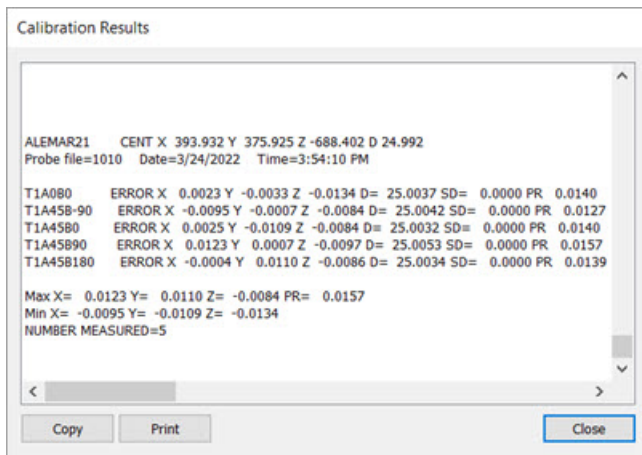 Calibration Results
ALEMAR21 CENT X 393.932 Y 375.925 Z -688.402 D 24.992
Probe file=1010 Date=3/24/2022 Time=3:54:10 PM
T1A0B0 ERROR X 0.0023 Y -0.0033 Z -0.0134 D= 25.0037 SD= 0.0000 PR 0.0140
T1A45B-90 ERROR X -0.0095 Y -0.0007 Z -0.0084 D= 25.0042 SD= 0.0000 PR 0.0127
T1A45B0 ERROR X 0.0025 Y -0.0109 Z -0.0084 D= 25.0032 SD= 0.0000 PR 0.0140
T1A45B90 ERROR X 0.0123 Y 0.0007 Z -0.0097 D= 25.0053 SD= 0.0000 PR 0.0157
T1A45B180 ERROR X -0.0004 Y 0.0110 Z -0.0086 D= 25.0034 SD= 0.0000 PR 0.0139
Max X= 0.0123 Y= 0.0110 Z= -0.0084 PR= 0.0157
Min X= -0.0095 Y= -0.0109 Z= -0.0134
NUMBER MEASURED=5
Copy Print Close